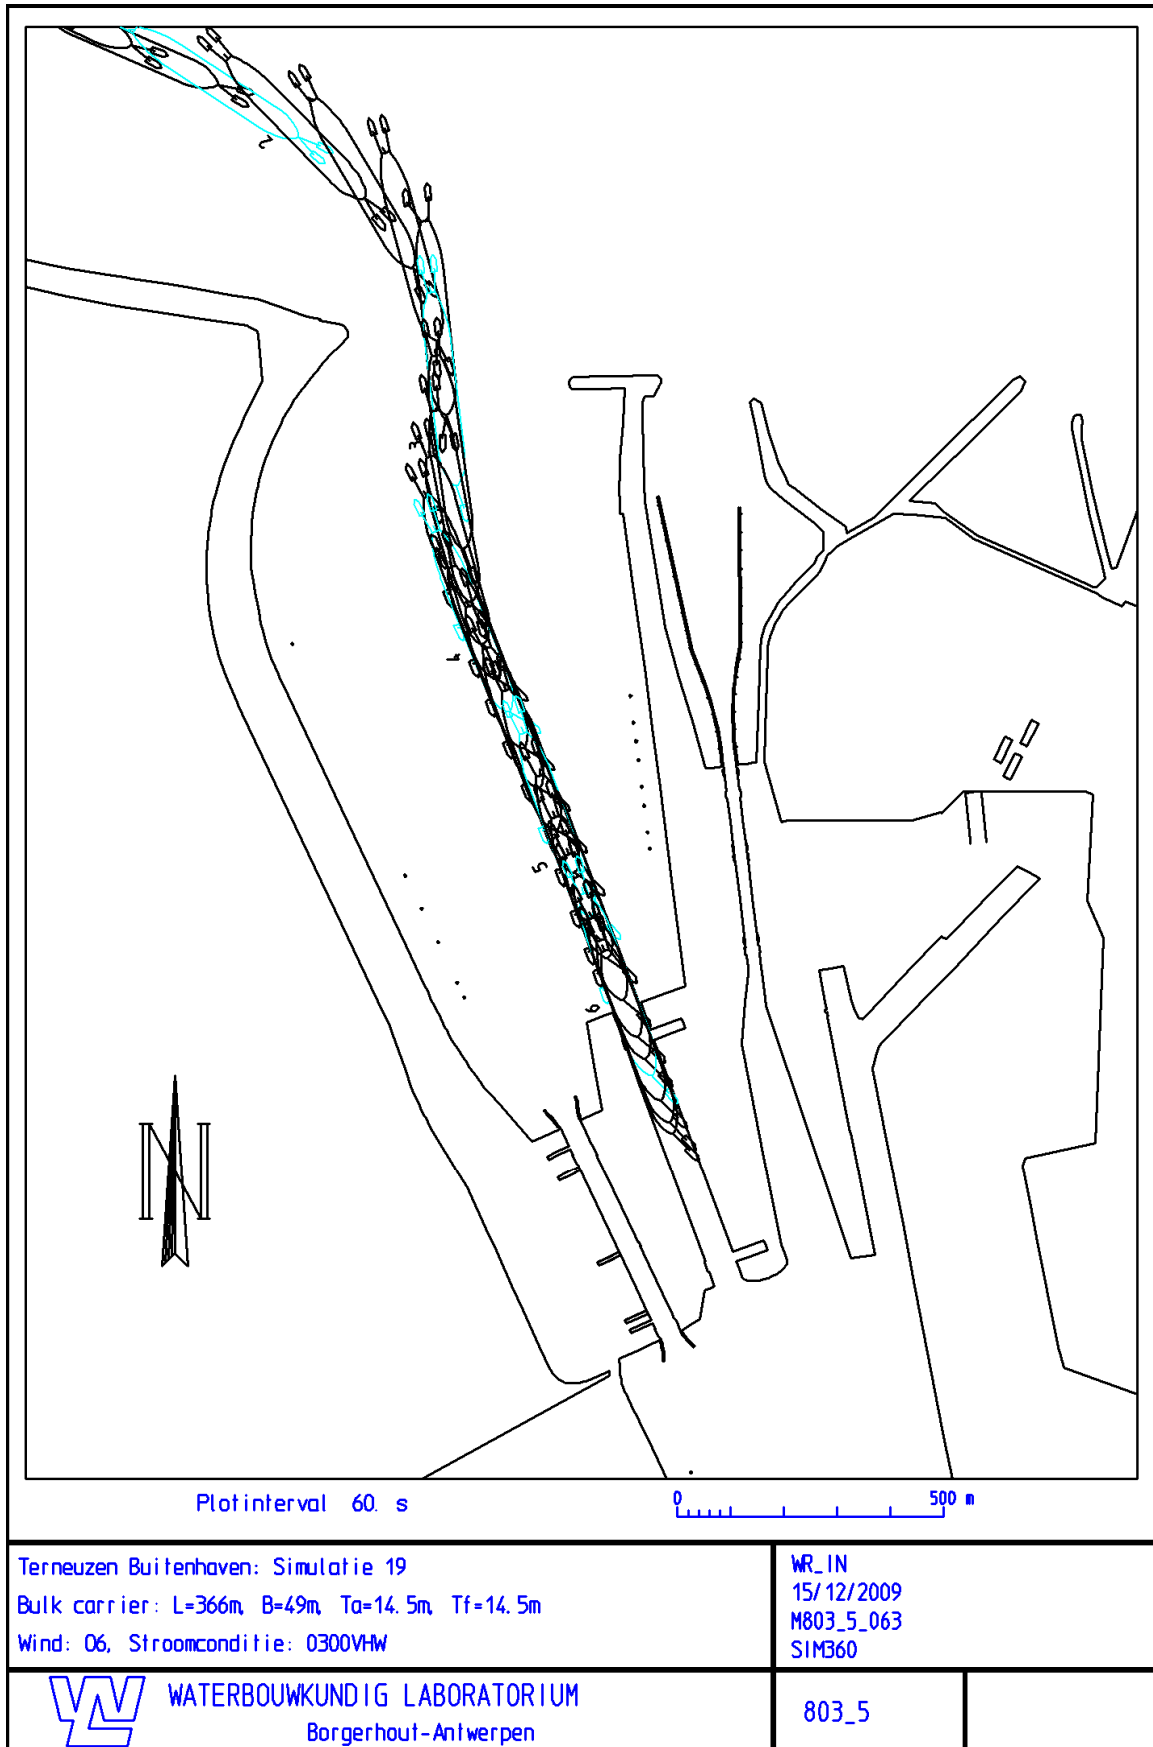 2
3
4
5
6
N
Plotinterval 60. s
0 500 m
Terneuzen Buitenhaven: Simulatie 19
Bulk carrier: L=366m, B=49m, Ta=14.5m, Tf=14.5m
Wind: O6, Stroomconditie: 0300VHW
WR_IN
15/12/2009
M803_5_063
SIM360
WATERBOUWKUNDIG LABORATORIUM
Borgerhout-Antwerpen
803_5